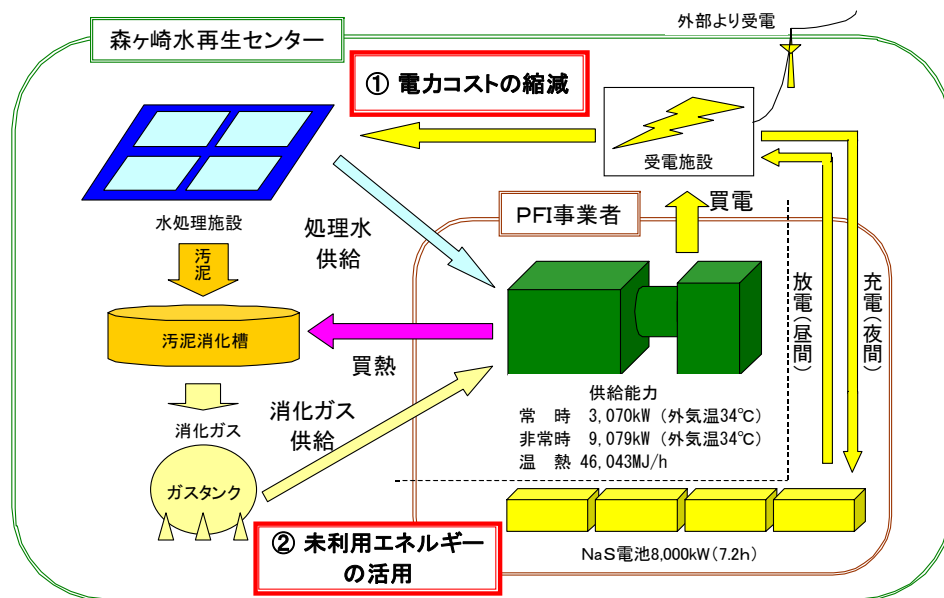 外部より受電
森ヶ崎水再生センター
① 電力コストの縮減
受電施設
水処理施設
処理水
供給
買電
PFI事業者
汚泥
汚泥消化槽
買熱
放電(昼間)
充電(夜間)
消化ガス
消化ガス
供給
ガスタンク
供給能力
常 時 3,070kW (外気温34℃)
非常時 9,079kW (外気温34℃)
温 熱 46,043MJ/h
② 未利用エネルギー
の活用
NaS電池8,000kW(7.2h)